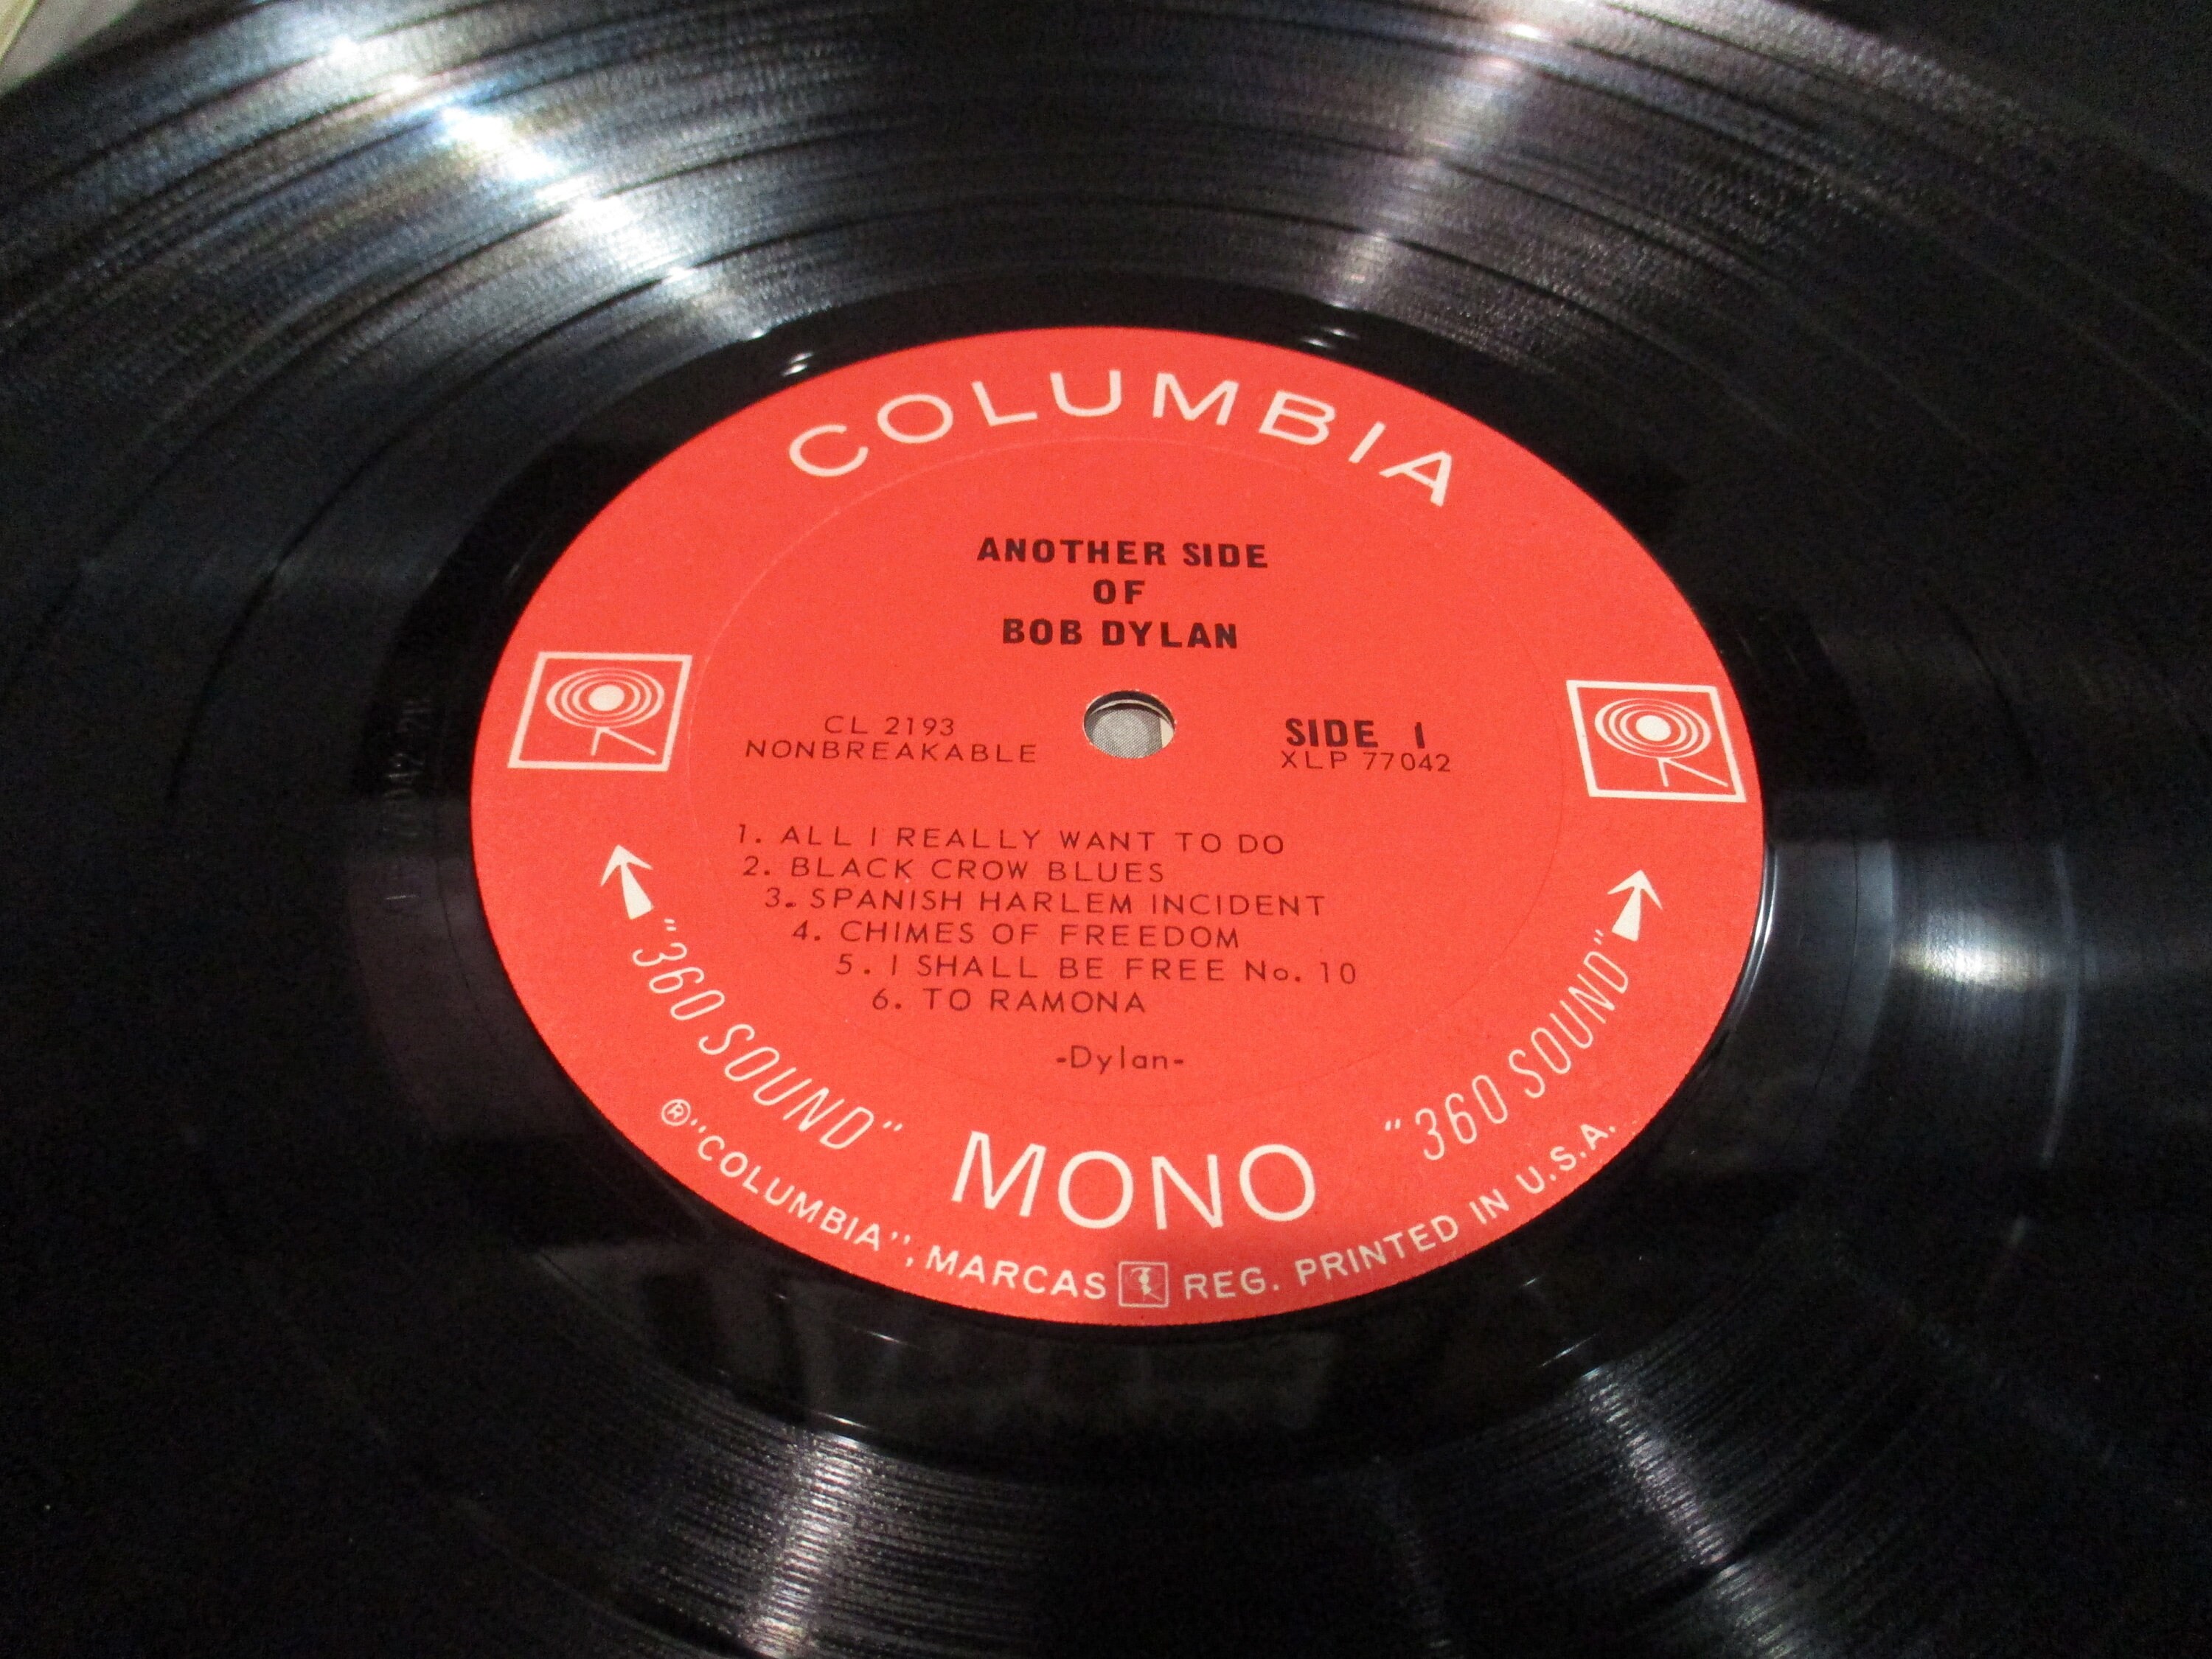 COLUMBIA
ANOTHER SIDE
OF
BOB DYLAN
CL 2193
NONBREAKABLE
SIDE 1
XLP 77042
1. ALL I REALLY WANT TO DO
2. BLACK CROW BLUES
3. SPANISH HARLEM INCIDENT
4. CHIMES OF FREEDOM
5. I SHALL BE FREE No. 10
6. TO RAMONA
-Dylan-
"360 SOUND"
MONO
"360 SOUND"
® "COLUMBIA", MARCAS REG. PRINTED IN U.S.A.